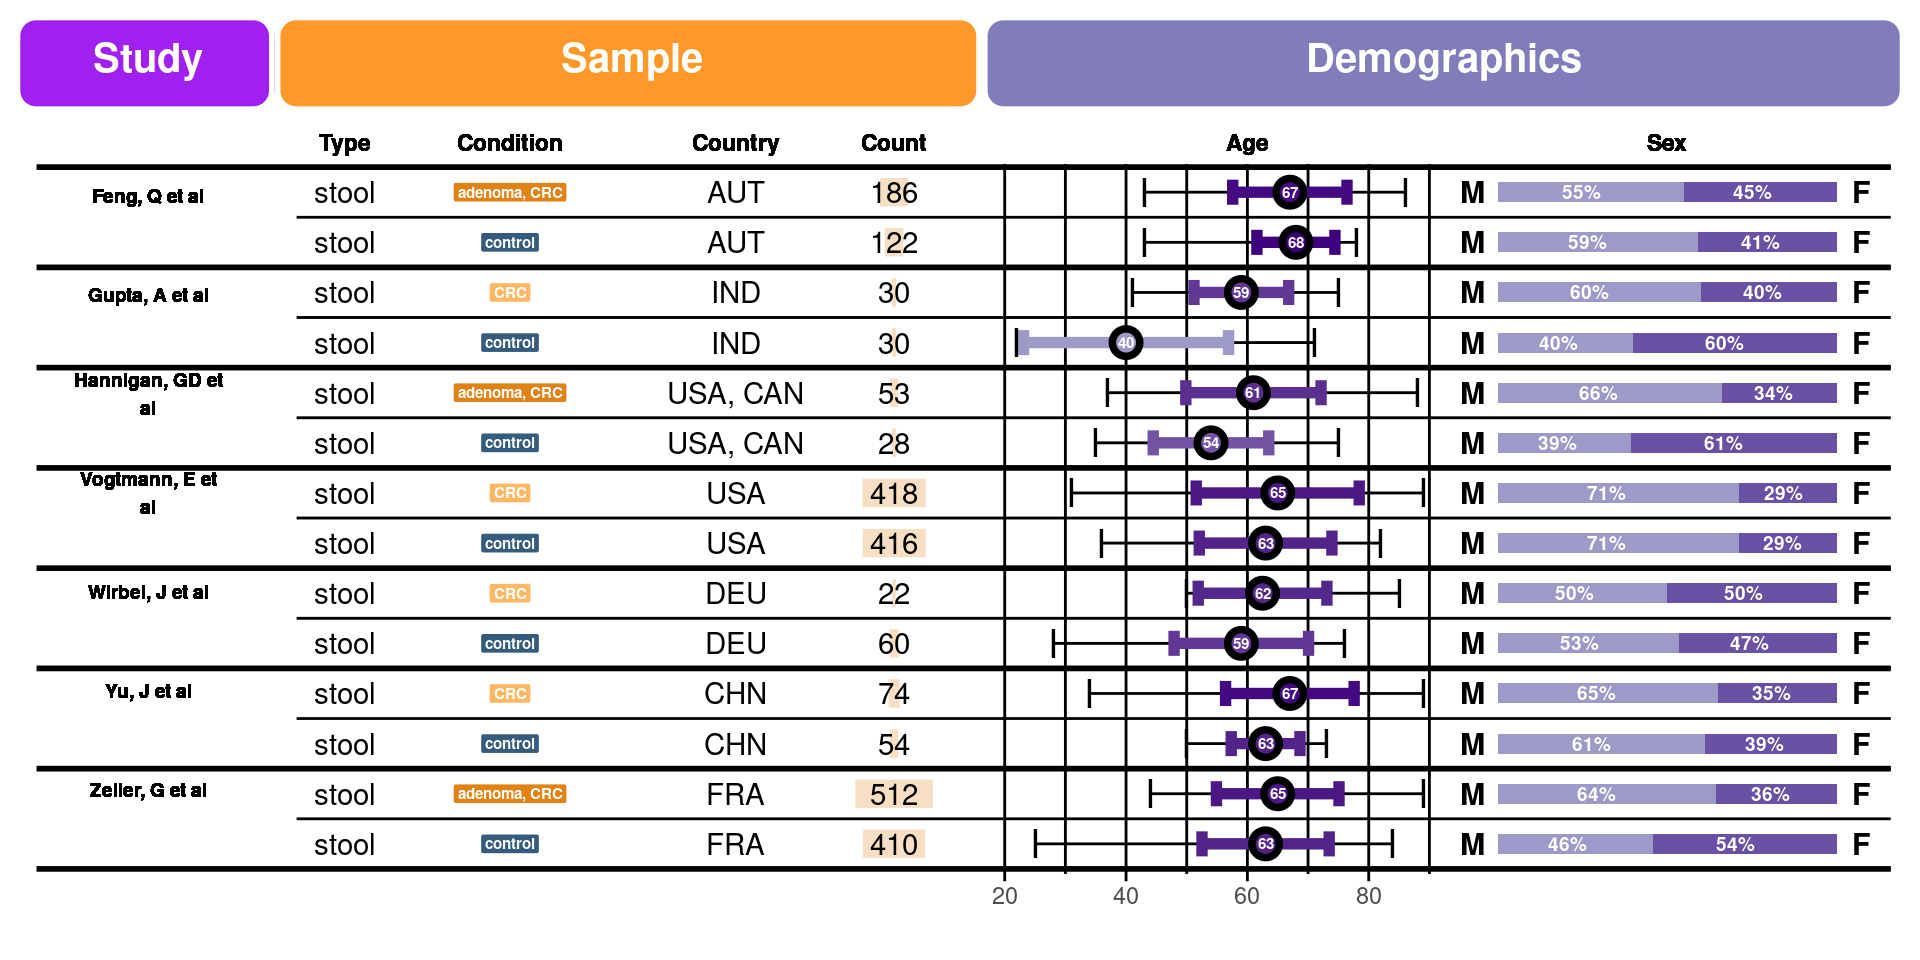 Study Sample Demographics
Type Condition Country Count Age Sex
Feng, Q et al stool adenoma, CRC AUT 186 67 M 55% 45% F
stool control AUT 122 68 M 59% 41% F
Gupta, A et al stool CRC IND 30 59 M 60% 40% F
stool control IND 30 40 M 40% 60% F
Hannigan, GD et
al
stool adenoma, CRC USA, CAN 53 61 M 66% 34% F
stool control USA, CAN 28 54 M 39% 61% F
Vogtmann, E et
al
stool CRC USA 418 65 M 71% 29% F
stool control USA 416 63 M 71% 29% F
Wirbel, J et al stool CRC DEU 22 62 M 50% 50% F
stool control DEU 60 59 M 53% 47% F
Yu, J et al stool CRC CHN 74 67 M 65% 35% F
stool control CHN 54 63 M 61% 39% F
Zeller, G et al stool adenoma, CRC FRA 512 65 M 64% 36% F
stool control FRA 410 63 M 46% 54% F
20 40 60 80